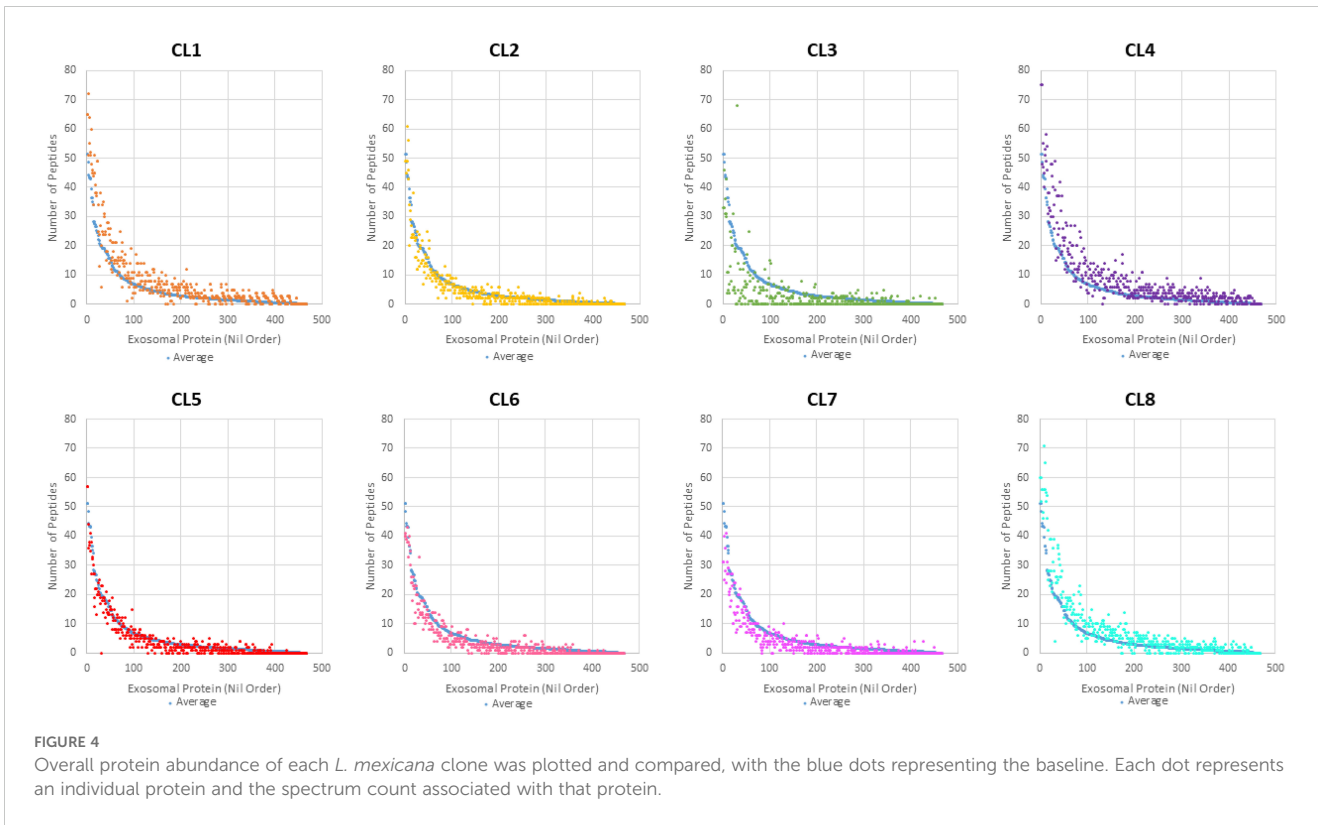 CL1
80
70
60
50
40
30
20
10
0
Number of Peptides
0 100 200 300 400 500
Exosomal Protein (Nil Order)
Average
CL2
80
70
60
50
40
30
20
10
0
Number of Peptides
0 100 200 300 400 500
Exosomal Protein (Nil Order)
Average
CL3
80
70
60
50
40
30
20
10
0
Number of Peptides
0 100 200 300 400 500
Exosomal Protein (Nil Order)
Average
CL4
80
70
60
50
40
30
20
10
0
Number of Peptides
0 100 200 300 400 500
Exosomal Protein (Nil Order)
Average
CL5
80
70
60
50
40
30
20
10
0
Number of Peptides
0 100 200 300 400 500
Exosomal Protein (Nil Order)
Average
CL6
80
70
60
50
40
30
20
10
0
Number of Peptides
0 100 200 300 400 500
Exosomal Protein (Nil Order)
Average
CL7
80
70
60
50
40
30
20
10
0
Number of Peptides
0 100 200 300 400 500
Exosomal Protein (Nil Order)
Average
CL8
80
70
60
50
40
30
20
10
0
Number of Peptides
0 100 200 300 400 500
Exosomal Protein (Nil Order)
Average
FIGURE 4
Overall protein abundance of each L. mexicana clone was plotted and compared, with the blue dots representing the baseline. Each dot represents
an individual protein and the spectrum count associated with that protein.